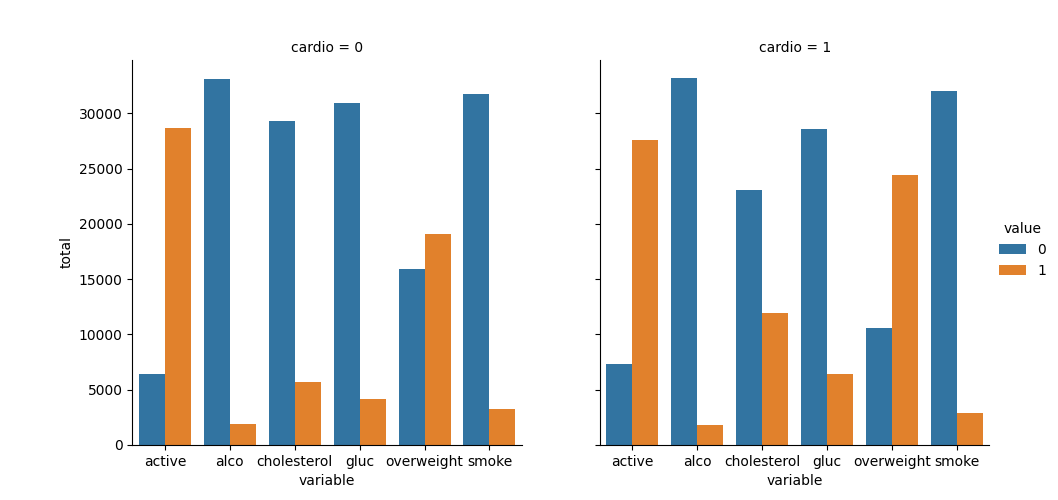 cardio = 0
cardio = 1
total
30000
25000
20000
15000
10000
5000
0
active alco cholesterol gluc overweight smoke
variable
active alco cholesterol gluc overweight smoke
variable
value
0
1